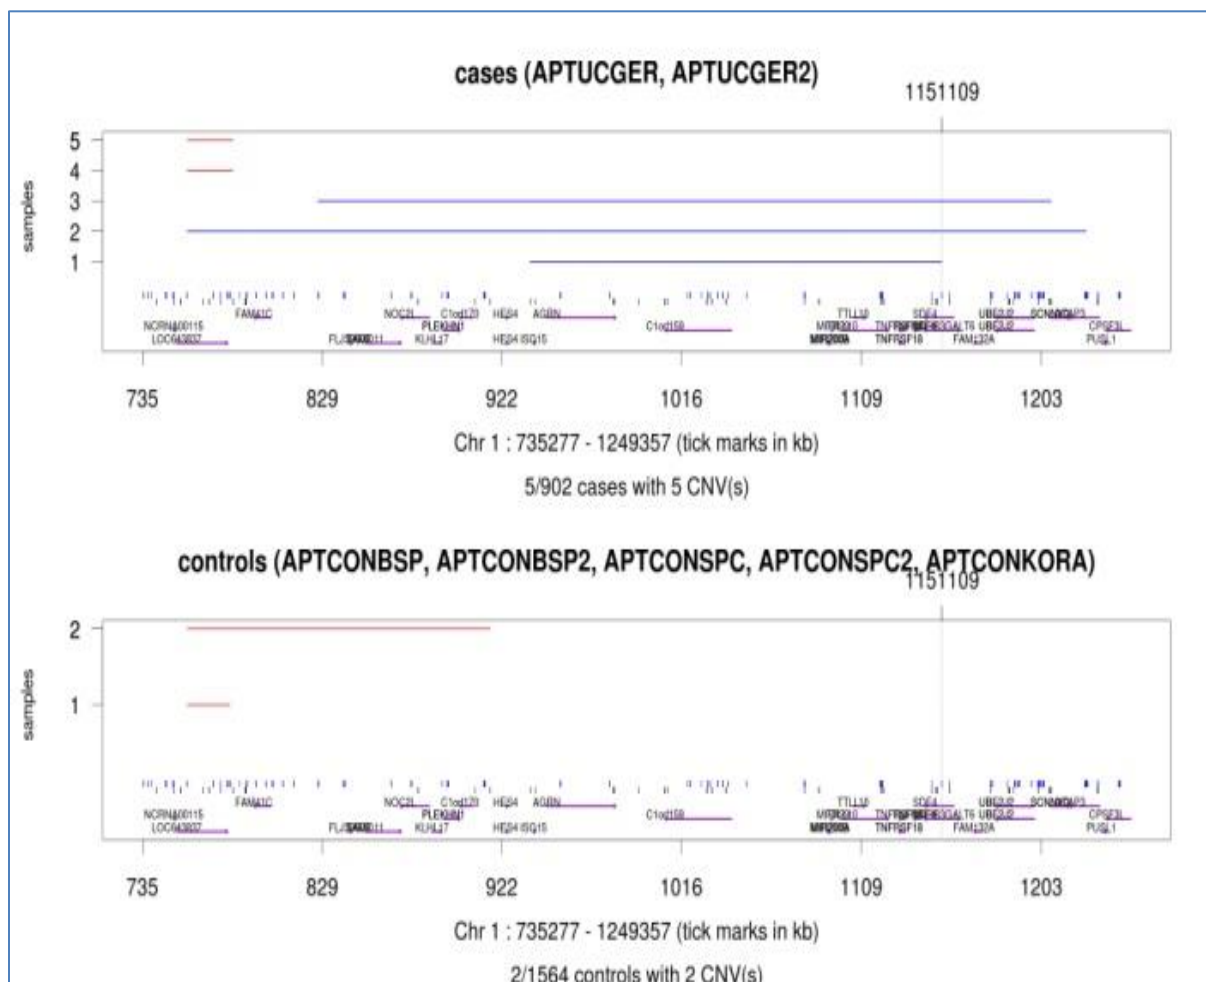 cases (APTUCGER, APTUCGER2)
1151109
5
4
3
2
1
samples
FAM41C NOC2L C1orf170 HES4 AGRN TTLL10 SDF4 UBE2J2
NCRNA00115 C1orf159 UBE2J2 CPSF3L
LOC643837 KLHL17 HES4 ISG15 TNFRSF18 FAM132A PUSL1
735 829 922 1016 1109 1203
Chr 1 : 735277 - 1249357 (tick marks in kb)
5/902 cases with 5 CNV(s)
controls (APTCONBSP, APTCONBSP2, APTCONSPC, APTCONSPC2, APTCONKORA)
1151109
2
1
samples
FAM41C NOC2L C1orf170 HES4 AGRN TTLL10 SDF4 UBE2J2
NCRNA00115 C1orf159 UBE2J2 CPSF3L
LOC643837 KLHL17 HES4 ISG15 TNFRSF18 FAM132A PUSL1
735 829 922 1016 1109 1203
Chr 1 : 735277 - 1249357 (tick marks in kb)
2/1564 controls with 2 CNV(s)